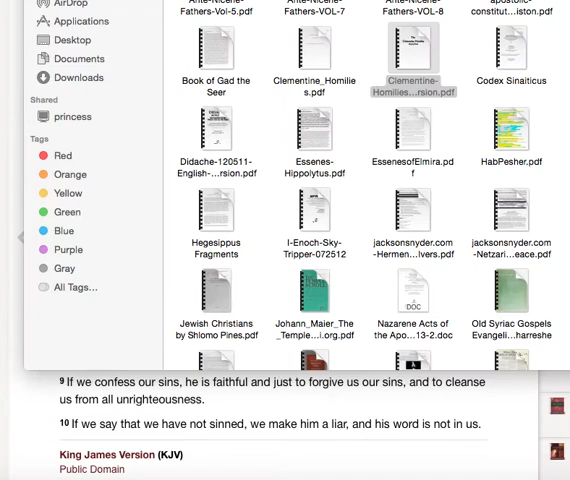 AirDrop
Applications
Desktop
Documents
Downloads
Shared
princess
Tags
Red
Orange
Yellow
Green
Blue
Purple
Gray
All Tags...
Fathers-Vol-5.pdf
Fathers-VOL-7
Fathers-VOL-8
constitut...iston.pdf
Book of Gad the
Seer
Clementine_Homilie
s.pdf
Clementine-
Homilies...rsion.pdf
Codex Sinaiticus
Didache-120511-
English-...rsion.pdf
Essenes-
Hippolytus.pdf
EssenesofElmira.pd
f
HabPesher.pdf
Hegesippus
Fragments
I-Enoch-Sky-
Tripper-072512
jacksonsnyder.com
-Hermen...lvers.pdf
jacksonsnyder.com
-Netzari...eace.pdf
DOC
Jewish Christians
by Shlomo Pines.pdf
Johann_Maier_The
_Temple...i.org.pdf
Nazarene Acts of
the Apo...13-2.doc
Old Syriac Gospels
Evangeli...harreshe
9 If we confess our sins, he is faithful and just to forgive us our sins, and to cleanse
us from all unrighteousness.
10 If we say that we have not sinned, we make him a liar, and his word is not in us.
King James Version (KJV)
Public Domain